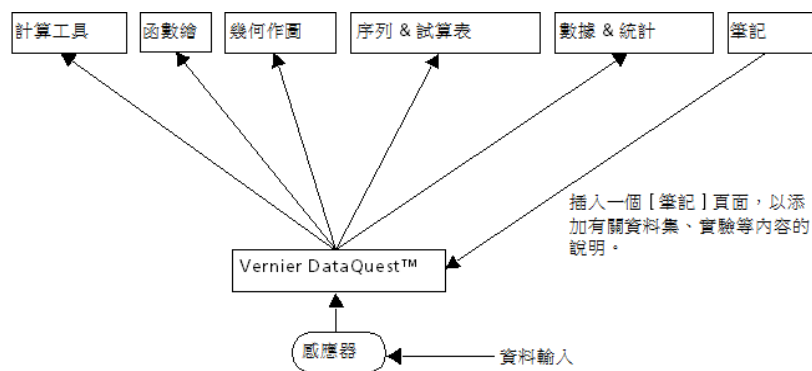 計算工具
函數繪
幾何作圖
序列 & 試算表
數據 & 統計
筆記
插入一個 [ 筆記 ] 頁面，以添
加有關資料集、實驗等內容的
說明。
Vernier DataQuest™
感應器
資料輸入